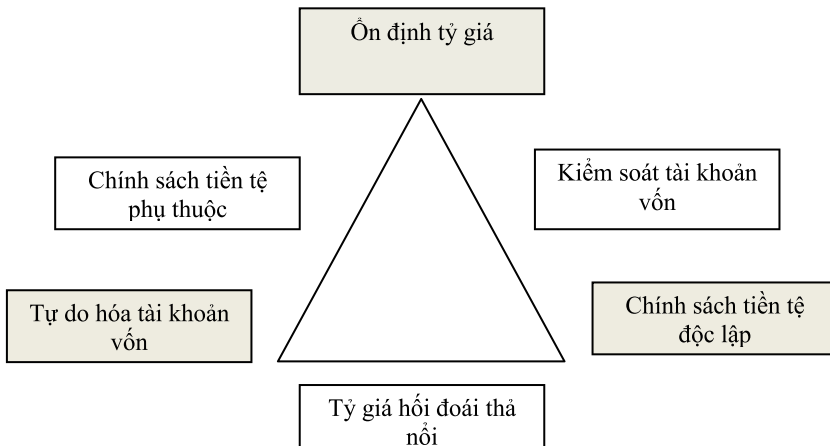 Ổn định tỷ giá
Chính sách tiền tệ
phụ thuộc
Kiểm soát tài khoản
vốn
Tự do hóa tài khoản
vốn
Chính sách tiền tệ
độc lập
Tỷ giá hối đoái thả
nổi